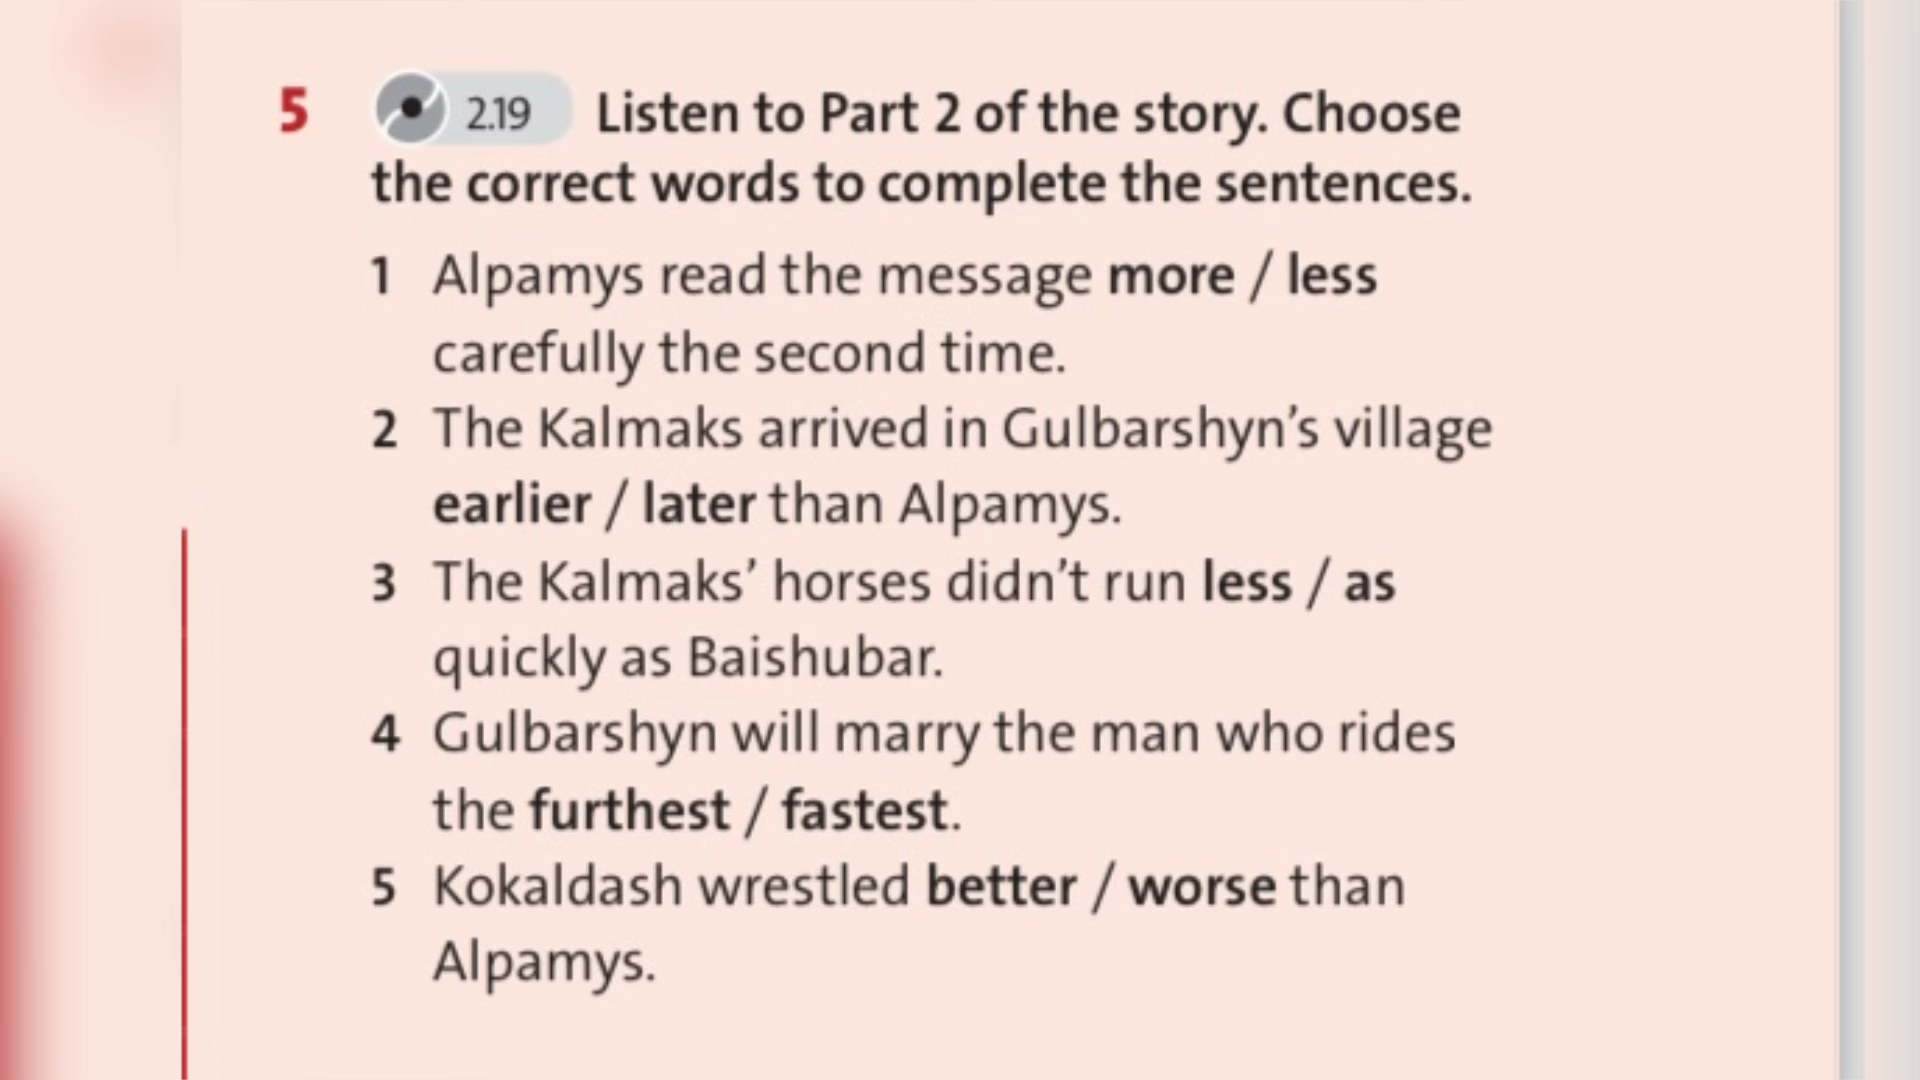 5 2.19 Listen to Part 2 of the story. Choose
the correct words to complete the sentences.
1 Alpamys read the message more / less
carefully the second time.
2 The Kalmaks arrived in Gulbarshyn’s village
earlier / later than Alpamys.
3 The Kalmaks’ horses didn’t run less / as
quickly as Baishubar.
4 Gulbarshyn will marry the man who rides
the furthest / fastest.
5 Kokaldash wrestled better / worse than
Alpamys.